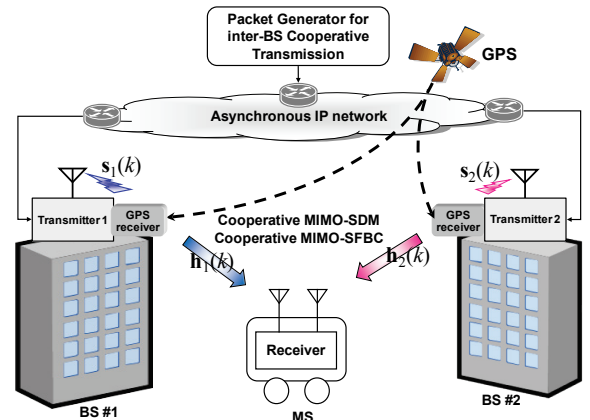 Packet Generator for
inter-BS Cooperative
Transmission
GPS
Asynchronous IP network
s₁(k)
s₂(k)
Transmitter 1
GPS
receiver
Cooperative MIMO-SDM
Cooperative MIMO-SFBC
GPS
receiver
Transmitter 2
h₁(k)
h₂(k)
Receiver
BS #1
MS
BS #2